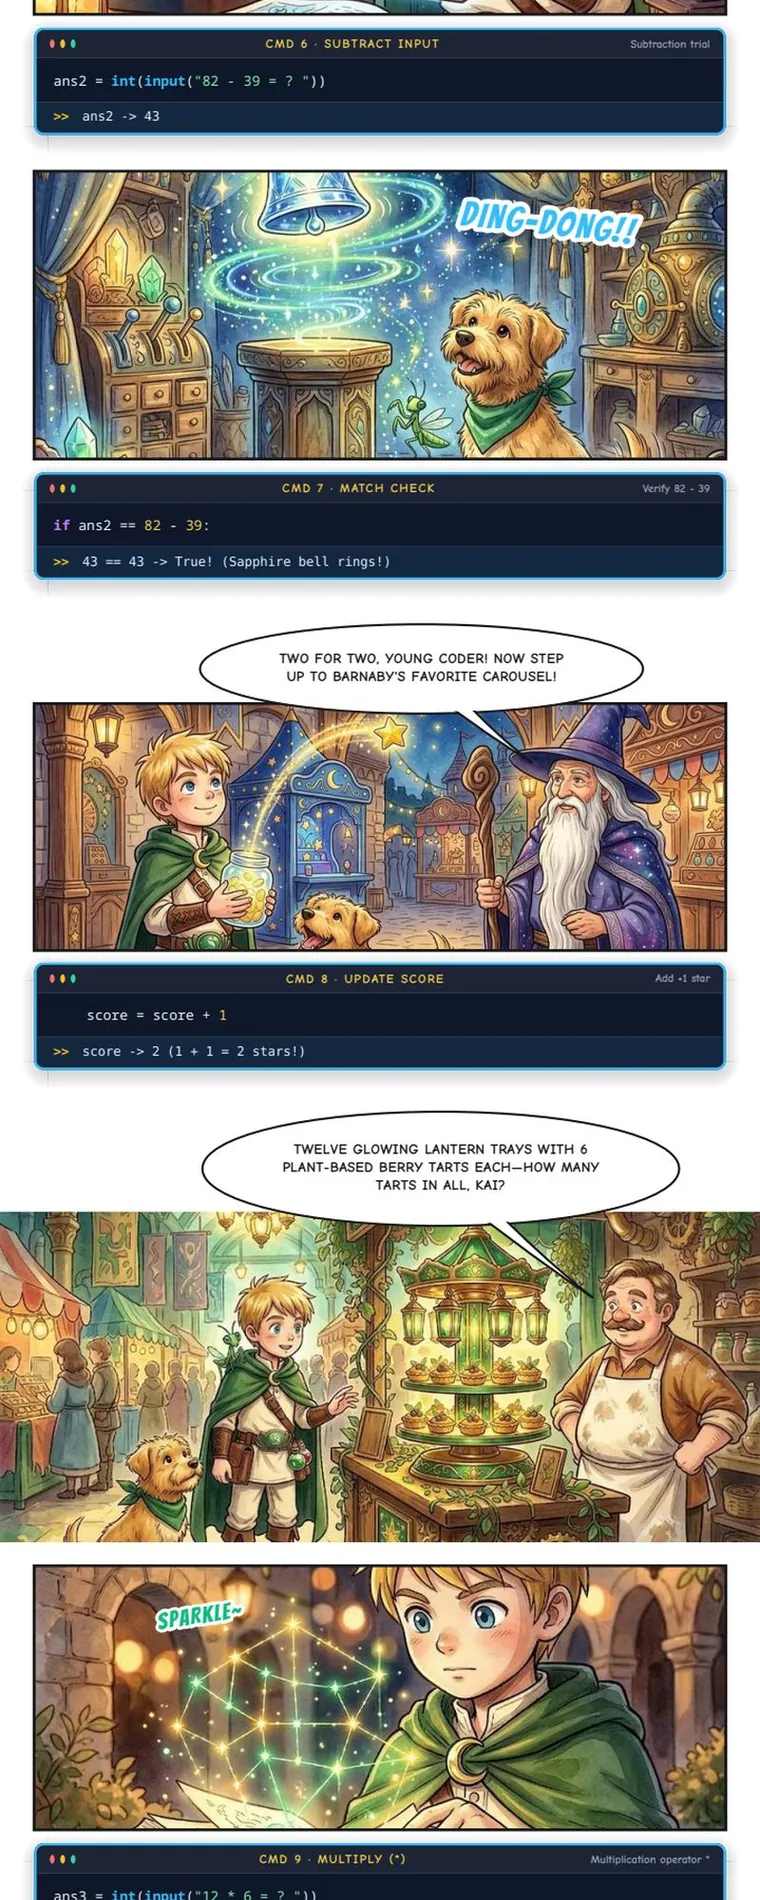 CMD 6 · SUBTRACT INPUT
Subtraction trial
ans2 = int(input("82 - 39 = ? "))
>> ans2 -> 43
DING-DONG!!
CMD 7 · MATCH CHECK
Verify 82 - 39
if ans2 == 82 - 39:
>> 43 == 43 -> True! (Sapphire bell rings!)
TWO FOR TWO, YOUNG CODER! NOW STEP
UP TO BARNABY'S FAVORITE CAROUSEL!
CMD 8 · UPDATE SCORE
Add +1 star
score = score + 1
>> score -> 2 (1 + 1 = 2 stars!)
TWELVE GLOWING LANTERN TRAYS WITH 6
PLANT-BASED BERRY TARTS EACH—HOW MANY
TARTS IN ALL, KAI?
SPARKLE~
CMD 9 · MULTIPLY (*)
Multiplication operator *
ans3 = int(input("12 * 6 = ? "))